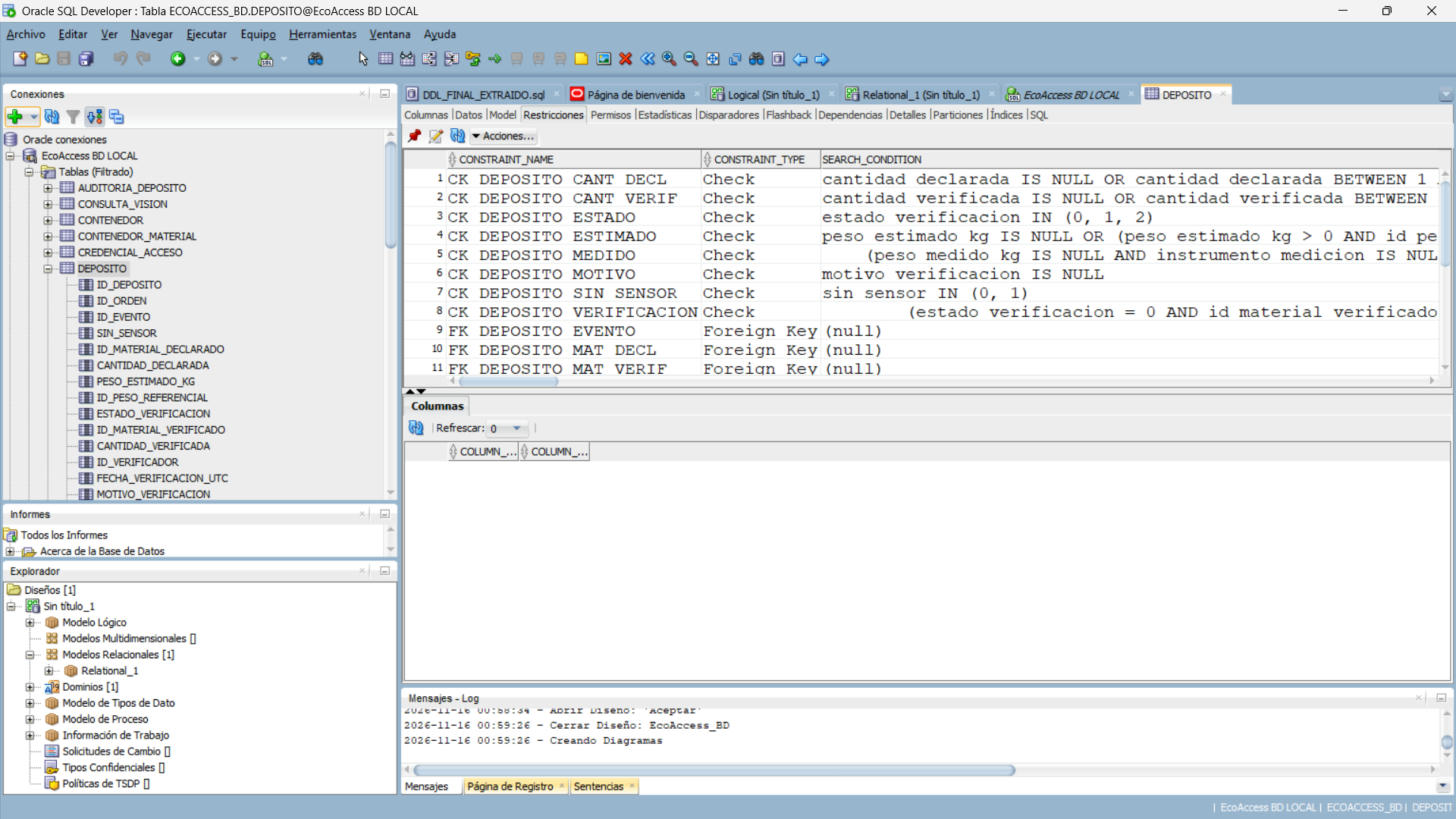 Oracle SQL Developer : Tabla ECOACCESS_BD.DEPOSITO@EcoAccess BD LOCAL
Archivo Editar Ver Navegar Ejecutar Equipo Herramientas Ventana Ayuda
Conexiones
Oracle conexiones
EcoAccess BD LOCAL
Tablas (Filtrado)
AUDITORIA_DEPOSITO
CONSULTA_VISION
CONTENEDOR
CONTENEDOR_MATERIAL
CREDENCIAL_ACCESO
DEPOSITO
ID_DEPOSITO
ID_ORDEN
ID_EVENTO
SIN_SENSOR
ID_MATERIAL_DECLARADO
CANTIDAD_DECLARADA
PESO_ESTIMADO_KG
ID_PESO_REFERENCIAL
ESTADO_VERIFICACION
ID_MATERIAL_VERIFICADO
CANTIDAD_VERIFICADA
ID_VERIFICADOR
FECHA_VERIFICACION_UTC
MOTIVO_VERIFICACION
Informes
Todos los Informes
Acerca de la Base de Datos
Explorador
Diseños [1]
Sin título_1
Modelo Lógico
Modelos Multidimensionales []
Modelos Relacionales [1]
Relational_1
Dominios [1]
Modelo de Tipos de Dato
Modelo de Proceso
Información de Trabajo
Solicitudes de Cambio []
Tipos Confidenciales []
Políticas de TSDP []
DDL_FINAL_EXTRAIDO.sql Página de bienvenida Logical (Sin título_1) Relational_1 (Sin título_1) EcoAccess BD LOCAL DEPOSITO
Columnas |Datos |Model |Restricciones |Permisos |Estadísticas |Disparadores |Flashback |Dependencias |Detalles |Particiones |Índices |SQL
Acciones...
CONSTRAINT_NAME CONSTRAINT_TYPE SEARCH_CONDITION
1 CK DEPOSITO CANT DECL Check cantidad declarada IS NULL OR cantidad declarada BETWEEN 1
2 CK DEPOSITO CANT VERIF Check cantidad verificada IS NULL OR cantidad verificada BETWEEN
3 CK DEPOSITO ESTADO Check estado verificacion IN (0, 1, 2)
4 CK DEPOSITO ESTIMADO Check peso estimado kg IS NULL OR (peso estimado kg > 0 AND id pe
5 CK DEPOSITO MEDIDO Check (peso medido kg IS NULL AND instrumento medicion IS NUL
6 CK DEPOSITO MOTIVO Check motivo verificacion IS NULL
7 CK DEPOSITO SIN SENSOR Check sin sensor IN (0, 1)
8 CK DEPOSITO VERIFICACION Check (estado verificacion = 0 AND id material verificado
9 FK DEPOSITO EVENTO Foreign Key (null)
10 FK DEPOSITO MAT DECL Foreign Key (null)
11 FK DEPOSITO MAT VERIF Foreign Key (null)
Columnas
Refrescar: 0
COLUMN_... COLUMN_...
Mensajes - Log
2026-11-16 00:58:34 - Abrir Diseño: 'Aceptar'
2026-11-16 00:59:26 - Cerrar Diseño: EcoAccess_BD
2026-11-16 00:59:26 - Creando Diagramas
Mensajes Página de Registro Sentencias
| EcoAccess BD LOCAL | ECOACCESS_BD | DEPOSIT